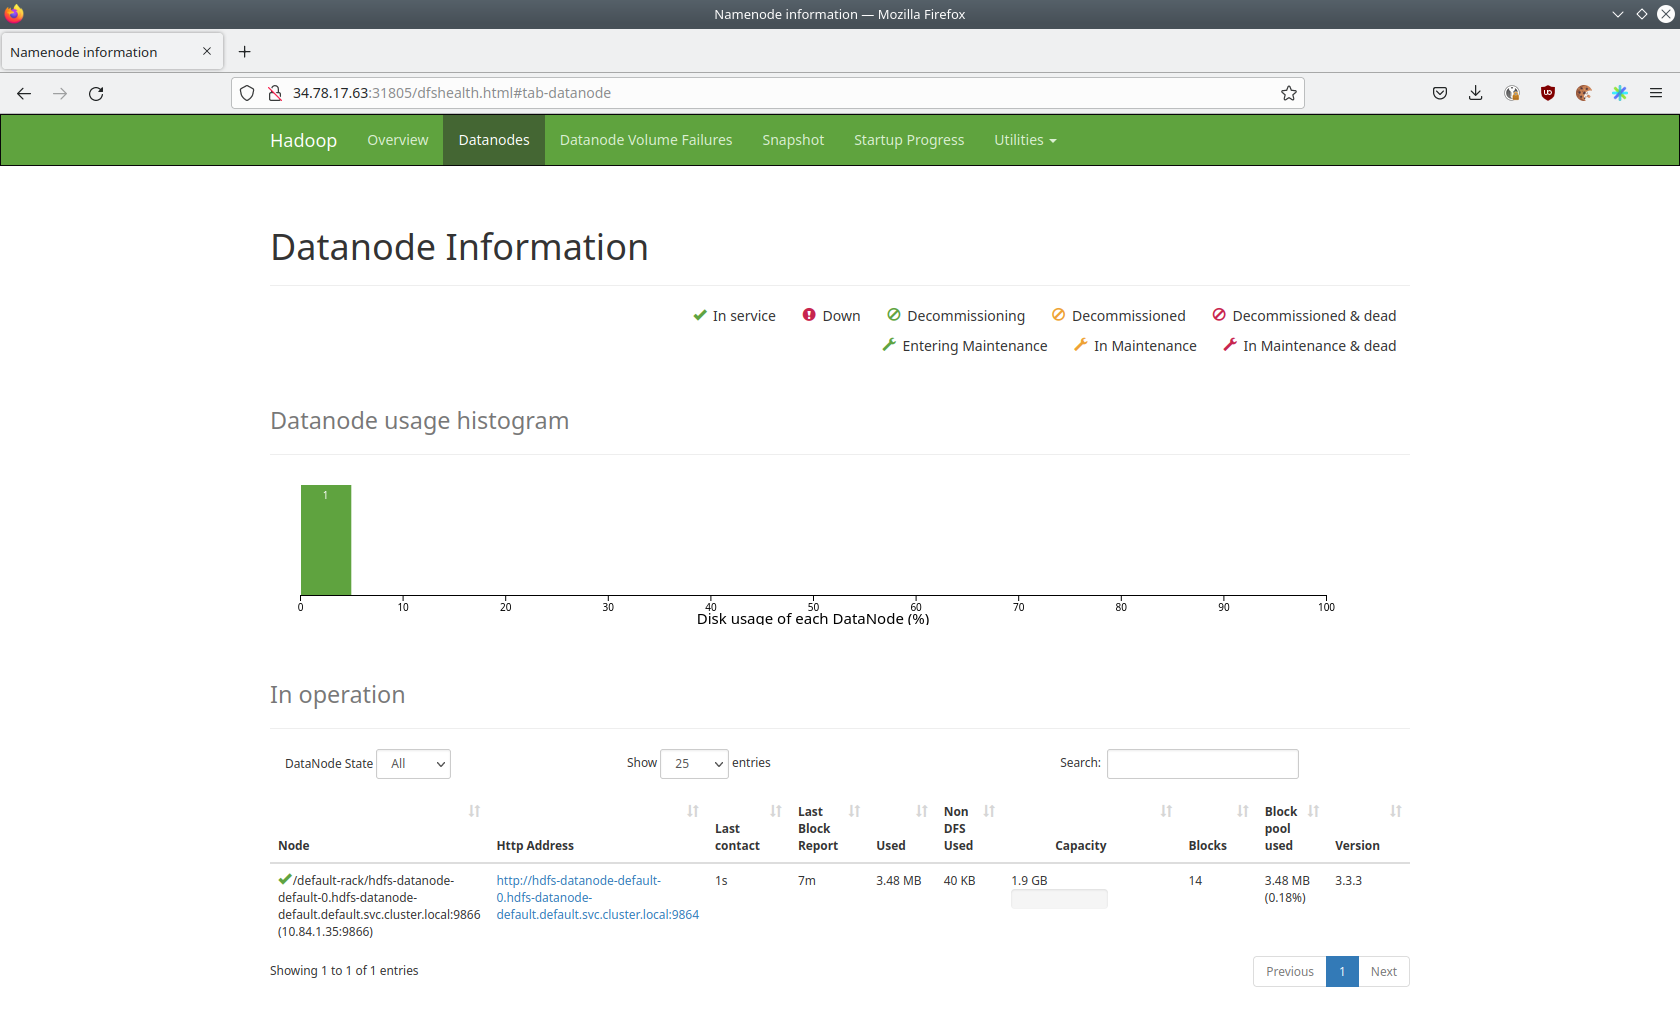 Namenode information — Mozilla Firefox
Namenode information
34.78.17.63:31805/dfshealth.html#tab-datanode
Hadoop Overview Datanodes Datanode Volume Failures Snapshot Startup Progress Utilities
Datanode Information
In service Down Decommissioning Decommissioned Decommissioned & dead
Entering Maintenance In Maintenance In Maintenance & dead
Datanode usage histogram
1
0 10 20 30 40 50 60 70 80 90 100
Disk usage of each DataNode (%)
In operation
DataNode State All Show 25 entries Search:
Node Http Address Last contact Last Block Report Used Non DFS Used Capacity Blocks Block pool used Version
/default-rack/hdfs-datanode-
default-0.hdfs-datanode-
default.default.svc.cluster.local:9866
(10.84.1.35:9866)
http://hdfs-datanode-default-
0.hdfs-datanode-
default.default.svc.cluster.local:9864
1s
7m
3.48 MB
40 KB
1.9 GB
14
3.48 MB
(0.18%)
3.3.3
Showing 1 to 1 of 1 entries
Previous 1 Next